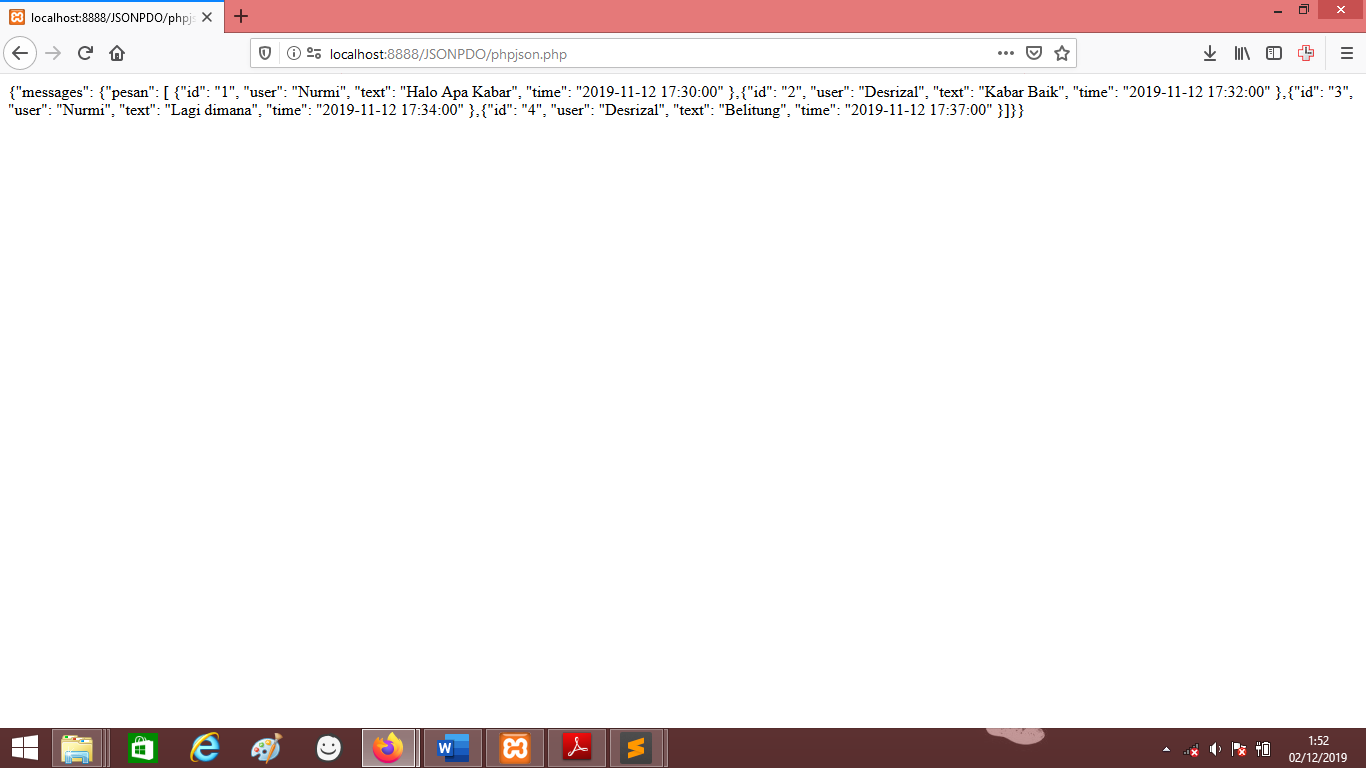 localhost:8888/JSONPDO/phpjs
localhost:8888/JSONPDO/phpjson.php
{"messages": {"pesan": [ {"id": "1", "user": "Nurmi", "text": "Halo Apa Kabar", "time": "2019-11-12 17:30:00" },{"id": "2", "user": "Desrizal", "text": "Kabar Baik", "time": "2019-11-12 17:32:00" },{"id": "3",
"user": "Nurmi", "text": "Lagi dimana", "time": "2019-11-12 17:34:00" },{"id": "4", "user": "Desrizal", "text": "Belitung", "time": "2019-11-12 17:37:00" }]}}
1:52
02/12/2019